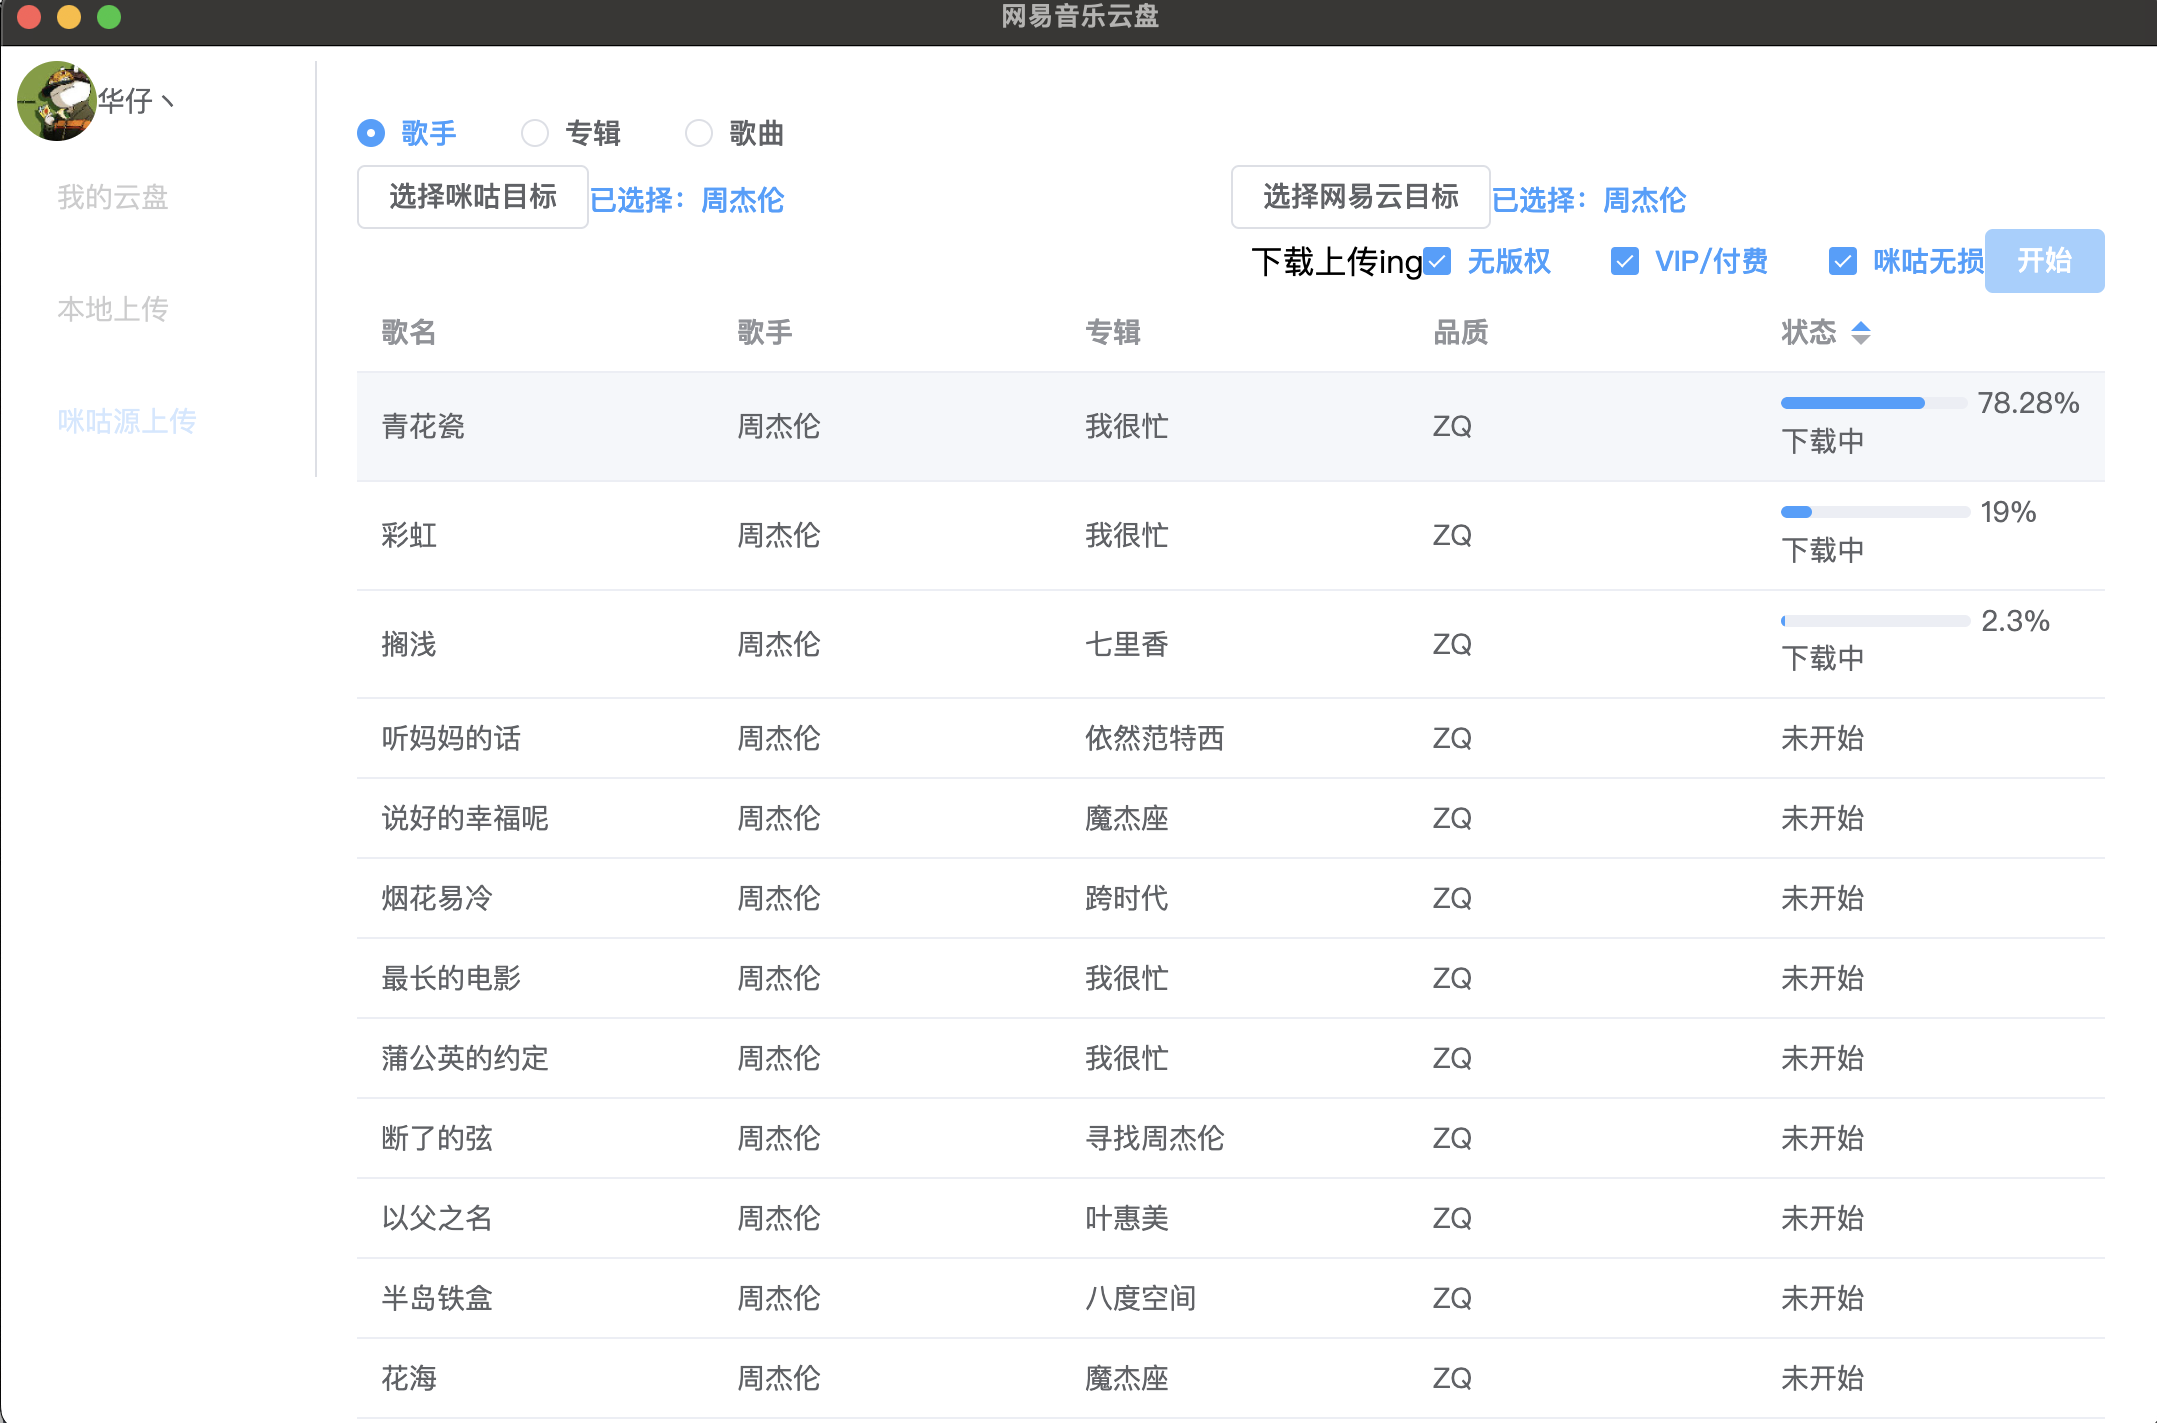 网易音乐云盘
华仔丶
我的云盘
本地上传
咪咕源上传
歌手 专辑 歌曲
选择咪咕目标 已选择：周杰伦 选择网易云目标 已选择：周杰伦
下载上传ing 无版权 VIP/付费 咪咕无损 开始
歌名 歌手 专辑 品质 状态
青花瓷 周杰伦 我很忙 ZQ 78.28%
下载中
彩虹 周杰伦 我很忙 ZQ 19%
下载中
搁浅 周杰伦 七里香 ZQ 2.3%
下载中
听妈妈的话 周杰伦 依然范特西 ZQ 未开始
说好的幸福呢 周杰伦 魔杰座 ZQ 未开始
烟花易冷 周杰伦 跨时代 ZQ 未开始
最长的电影 周杰伦 我很忙 ZQ 未开始
蒲公英的约定 周杰伦 我很忙 ZQ 未开始
断了的弦 周杰伦 寻找周杰伦 ZQ 未开始
以父之名 周杰伦 叶惠美 ZQ 未开始
半岛铁盒 周杰伦 八度空间 ZQ 未开始
花海 周杰伦 魔杰座 ZQ 未开始